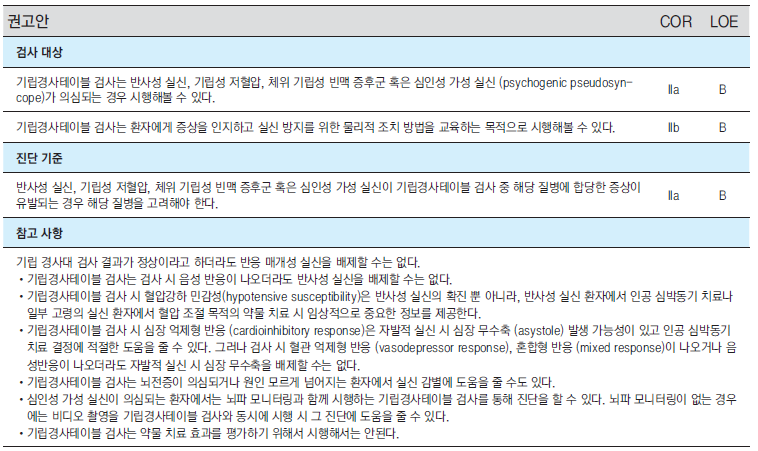 권고안 COR LOE
검사 대상
기립경사테이블 검사는 반사성 실신, 기립성 저혈압, 체위 기립성 빈맥 증후군 혹은 심인성 가성 실신 (psychogenic pseudosyn-
cope)가 의심되는 경우 시행해볼 수 있다. Ⅱa B
기립경사테이블 검사는 환자에게 증상을 인지하고 실신 방지를 위한 물리적 조치 방법을 교육하는 목적으로 시행해볼 수 있다. Ⅱb B
진단 기준
반사성 실신, 기립성 저혈압, 체위 기립성 빈맥 증후군 혹은 심인성 가성 실신이 기립경사테이블 검사 중 해당 질병에 합당한 증상이
유발되는 경우 해당 질병을 고려해야 한다. Ⅱa B
참고 사항
기립 경사대 검사 결과가 정상이라고 하더라도 반응 매개성 실신을 배제할 수는 없다.
• 기립경사테이블 검사는 검사 시 음성 반응이 나오더라도 반사성 실신을 배제할 수는 없다.
• 기립경사테이블 검사 시 혈압강하 민감성(hypotensive susceptibility)은 반사성 실신의 확진 뿐 아니라, 반사성 실신 환자에서 인공 심박동기 치료나
일부 고령의 실신 환자에서 혈압 조절 목적의 약물 치료 시 임상적으로 중요한 정보를 제공한다.
• 기립경사테이블 검사 시 심장 억제형 반응 (cardioinhibitory response)은 자발적 실신 시 심장 무수축 (asystole) 발생 가능성이 있고 인공 심박동기
치료 결정에 적절한 도움을 줄 수 있다. 그러나 검사 시 혈관 억제형 반응 (vasodepressor response), 혼합형 반응 (mixed response)이 나오거나 음
성반응이 나오더라도 자발적 실신 시 심장 무수축을 배제할 수는 없다.
• 기립경사테이블 검사는 뇌전증이 의심되거나 원인 모르게 넘어지는 환자에서 실신 감별에 도움을 줄 수도 있다.
• 심인성 가성 실신이 의심되는 환자에서는 뇌파 모니터링과 함께 시행하는 기립경사테이블 검사를 통해 진단을 할 수 있다. 뇌파 모니터링이 없는 경우
에는 비디오 촬영을 기립경사테이블 검사와 동시에 시행 시 그 진단에 도움을 줄 수 있다.
• 기립경사테이블 검사는 약물 치료 효과를 평가하기 위해서 시행해서는 안된다.